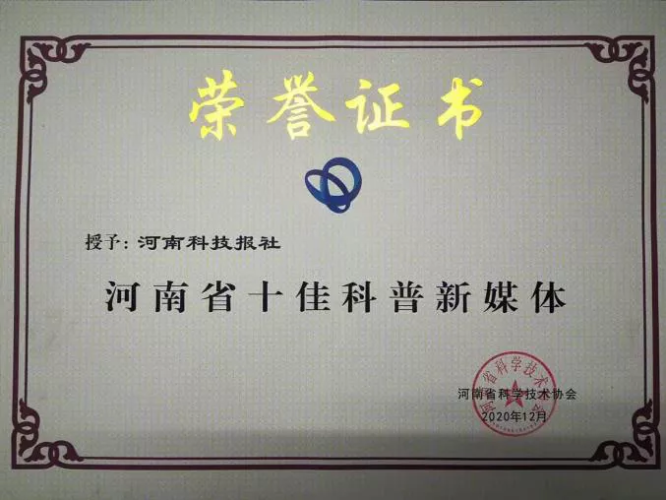 荣誉证书
授予：河南科技报社
河南省十佳科普新媒体
河南省科学技术协会
2020年12月